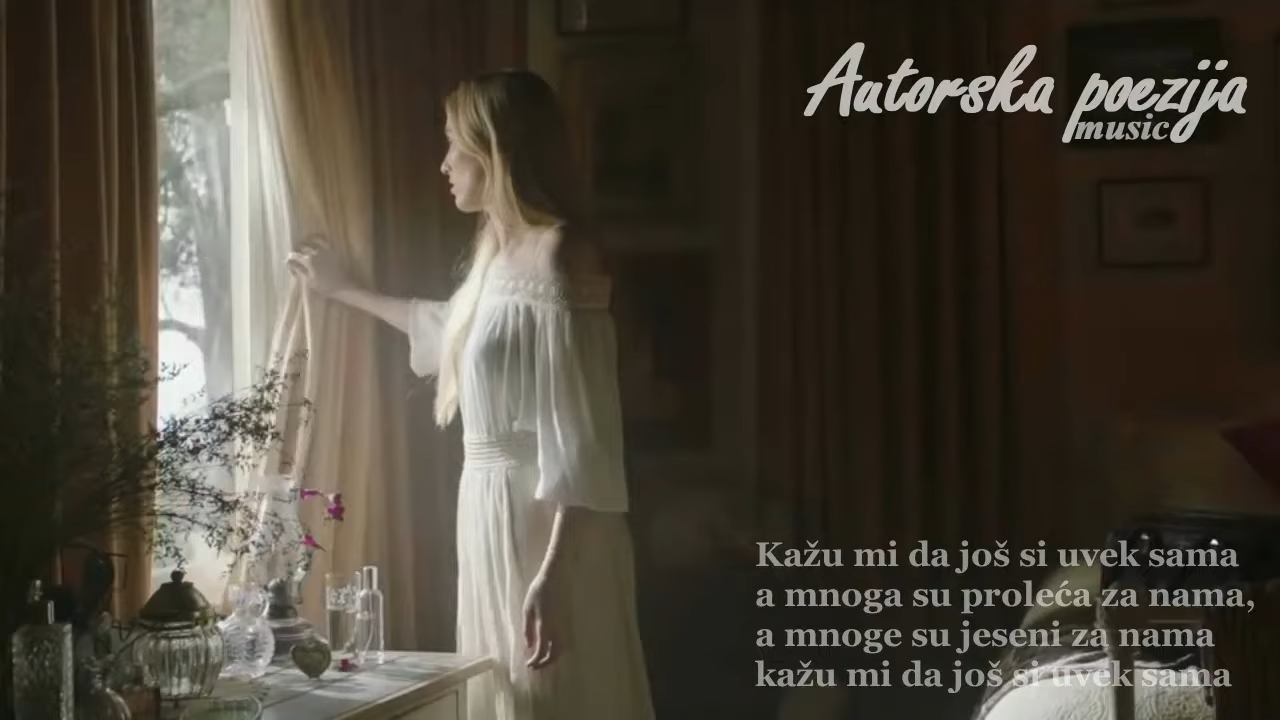 Autorska poezija
music
Kažu mi da još si uvek sama
a mnoga su proleća za nama,
a mnoge su jeseni za nama
kažu mi da još si uvek sama